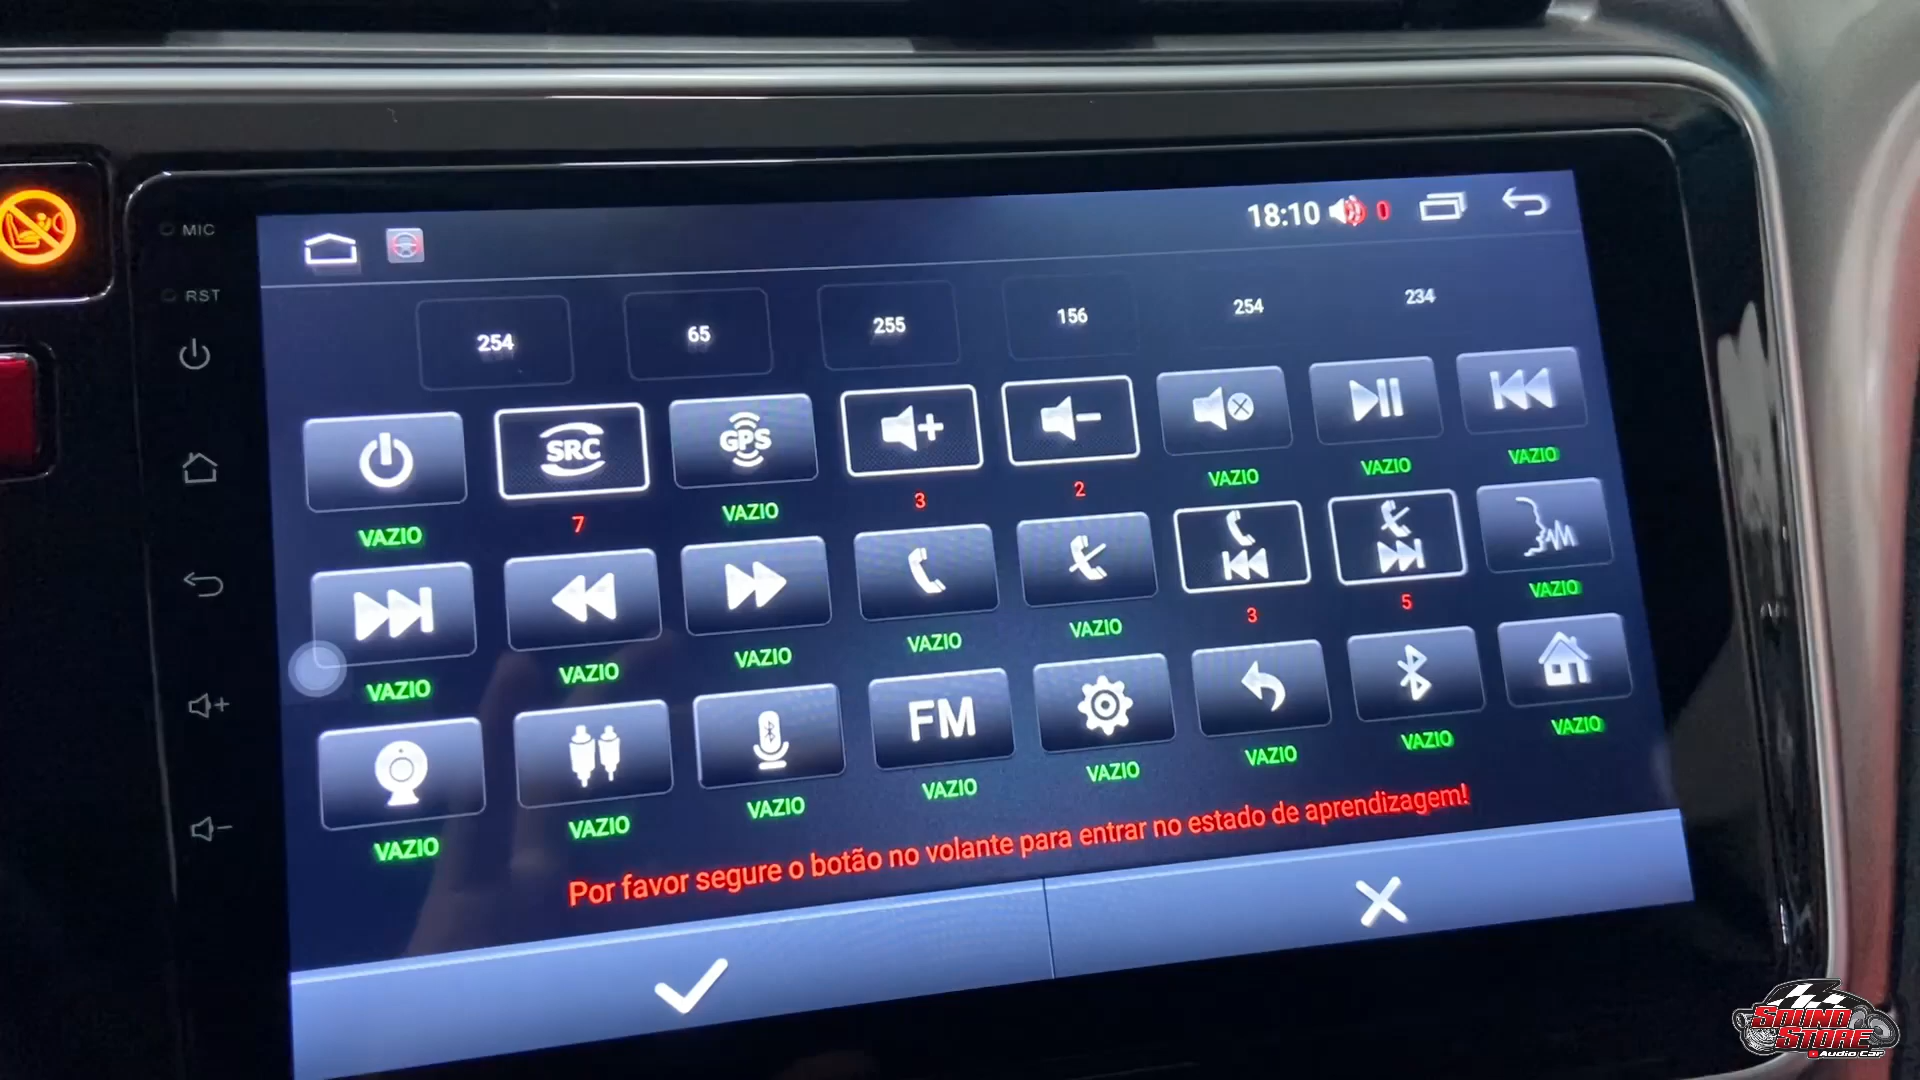 MIC
RST
18:10 0
254 65 255 156 254 234
SRC GPS
VAZIO 7 VAZIO 3 2 VAZIO VAZIO VAZIO
VAZIO VAZIO VAZIO VAZIO VAZIO 3 5 VAZIO
FM
VAZIO VAZIO VAZIO VAZIO VAZIO VAZIO VAZIO VAZIO
Por favor segure o botão no volante para entrar no estado de aprendizagem!
SOUND
STORE
Audio Car